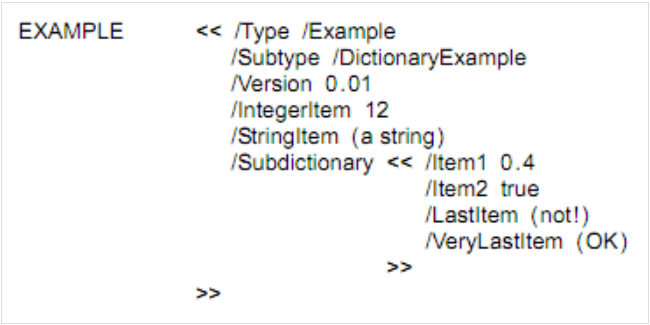 EXAMPLE << /Type /Example
/Subtype /DictionaryExample
/Version 0.01
/IntegerItem 12
/StringItem (a string)
/Subdictionary << /Item1 0.4
/Item2 true
/LastItem (not!)
/VeryLastItem (OK)
>>
>>